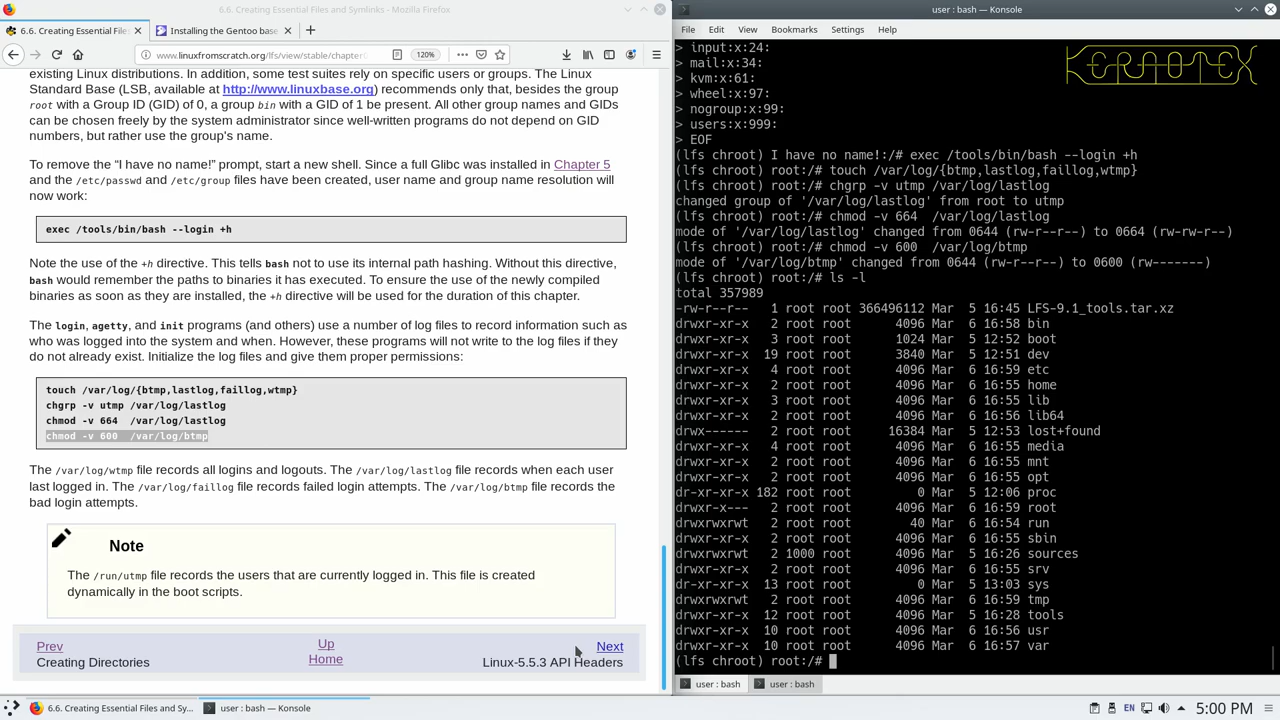 6.6. Creating Essential Files and Symlinks - Mozilla Firefox
6.6. Creating Essential File
Installing the Gentoo base
www.linuxfromscratch.org/lfs/view/stable/chapter
120%
existing Linux distributions. In addition, some test suites rely on specific users or groups. The Linux
Standard Base (LSB, available at http://www.linuxbase.org) recommends only that, besides the group
root with a Group ID (GID) of 0, a group bin with a GID of 1 be present. All other group names and GIDs
can be chosen freely by the system administrator since well-written programs do not depend on GID
numbers, but rather use the group's name.
To remove the “I have no name!” prompt, start a new shell. Since a full Glibc was installed in Chapter 5
and the /etc/passwd and /etc/group files have been created, user name and group name resolution will
now work:
exec /tools/bin/bash --login +h
Note the use of the +h directive. This tells bash not to use its internal path hashing. Without this directive,
bash would remember the paths to binaries it has executed. To ensure the use of the newly compiled
binaries as soon as they are installed, the +h directive will be used for the duration of this chapter.
The login, agetty, and init programs (and others) use a number of log files to record information such as
who was logged into the system and when. However, these programs will not write to the log files if they
do not already exist. Initialize the log files and give them proper permissions:
touch /var/log/{btmp,lastlog,faillog,wtmp}
chgrp -v utmp /var/log/lastlog
chmod -v 664  /var/log/lastlog
chmod -v 600  /var/log/btmp
The /var/log/wtmp file records all logins and logouts. The /var/log/lastlog file records when each user
last logged in. The /var/log/faillog file records failed login attempts. The /var/log/btmp file records the
bad login attempts.
Note
The /run/utmp file records the users that are currently logged in. This file is created
dynamically in the boot scripts.
Prev
Up
Next
Creating Directories
Home
Linux-5.5.3 API Headers
user : bash — Konsole
File Edit View Bookmarks Settings Help
KERNOTEX
> input:x:24:
> mail:x:34:
> kvm:x:61:
> wheel:x:97:
> nogroup:x:99:
> users:x:999:
> EOF
(lfs chroot) I have no name!:/# exec /tools/bin/bash --login +h
(lfs chroot) root:/# touch /var/log/{btmp,lastlog,faillog,wtmp}
(lfs chroot) root:/# chgrp -v utmp /var/log/lastlog
changed group of '/var/log/lastlog' from root to utmp
(lfs chroot) root:/# chmod -v 664  /var/log/lastlog
mode of '/var/log/lastlog' changed from 0644 (rw-r--r--) to 0664 (rw-rw-r--)
(lfs chroot) root:/# chmod -v 600  /var/log/btmp
mode of '/var/log/btmp' changed from 0644 (rw-r--r--) to 0600 (rw-------)
(lfs chroot) root:/# ls -l
total 357989
-rw-r--r-- 1 root root 366496112 Mar 5 16:45 LFS-9.1_tools.tar.xz
drwxr-xr-x 2 root root 4096 Mar 6 16:58 bin
drwxr-xr-x 3 root root 1024 Mar 5 12:52 boot
drwxr-xr-x 19 root root 3840 Mar 5 12:51 dev
drwxr-xr-x 4 root root 4096 Mar 6 16:59 etc
drwxr-xr-x 2 root root 4096 Mar 6 16:55 home
drwxr-xr-x 3 root root 4096 Mar 6 16:55 lib
drwxr-xr-x 2 root root 4096 Mar 6 16:56 lib64
drwx------ 2 root root 16384 Mar 5 12:53 lost+found
drwxr-xr-x 4 root root 4096 Mar 6 16:55 media
drwxr-xr-x 2 root root 4096 Mar 6 16:55 mnt
drwxr-xr-x 2 root root 4096 Mar 6 16:55 opt
dr-xr-xr-x 182 root root 0 Mar 5 12:06 proc
drwxr-x--- 2 root root 4096 Mar 6 16:59 root
drwxrwxrwt 2 root root 40 Mar 6 16:54 run
drwxr-xr-x 2 root root 4096 Mar 6 16:55 sbin
drwxrwxrwt 2 1000 root 4096 Mar 5 16:26 sources
drwxr-xr-x 2 root root 4096 Mar 6 16:55 srv
dr-xr-xr-x 13 root root 0 Mar 5 13:03 sys
drwxrwxrwt 2 root root 4096 Mar 6 16:59 tmp
drwxr-xr-x 12 root root 4096 Mar 5 16:28 tools
drwxr-xr-x 10 root root 4096 Mar 6 16:56 usr
drwxr-xr-x 10 root root 4096 Mar 6 16:57 var
(lfs chroot) root:/#
user : bash
user : bash
6.6. Creating Essential Files and Sy...
user : bash — Konsole
EN
5:00 PM